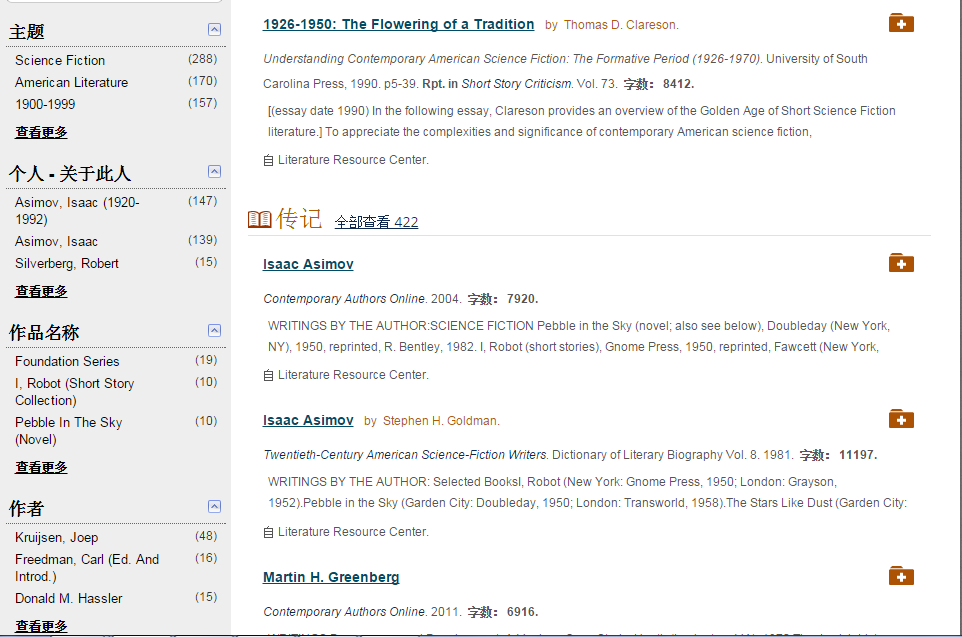 主题
Science Fiction (288)
American Literature (170)
1900-1999 (157)
查看更多
个人 - 关于此人
Asimov, Isaac (1920-1992) (147)
Asimov, Isaac (139)
Silverberg, Robert (15)
查看更多
作品名称
Foundation Series (19)
I, Robot (Short Story Collection) (10)
Pebble In The Sky (Novel) (10)
查看更多
作者
Kruijsen, Joep (48)
Freedman, Carl (Ed. And Introd.) (16)
Donald M. Hassler (15)
查看更多
1926-1950: The Flowering of a Tradition by Thomas D. Clareson.
Understanding Contemporary American Science Fiction: The Formative Period (1926-1970). University of South
Carolina Press, 1990. p5-39. Rpt. in Short Story Criticism. Vol. 73. 字数: 8412.
[(essay date 1990) In the following essay, Clareson provides an overview of the Golden Age of Short Science Fiction
literature.] To appreciate the complexities and significance of contemporary American science fiction,
自 Literature Resource Center.
传记 全部查看 422
Isaac Asimov
Contemporary Authors Online. 2004. 字数: 7920.
WRITINGS BY THE AUTHOR:SCIENCE FICTION Pebble in the Sky (novel; also see below), Doubleday (New York,
NY), 1950, reprinted, R. Bentley, 1982. I, Robot (short stories), Gnome Press, 1950, reprinted, Fawcett (New York,
自 Literature Resource Center.
Isaac Asimov by Stephen H. Goldman.
Twentieth-Century American Science-Fiction Writers. Dictionary of Literary Biography Vol. 8. 1981. 字数: 11197.
WRITINGS BY THE AUTHOR: Selected BooksI, Robot (New York: Gnome Press, 1950; London: Grayson,
1952).Pebble in the Sky (Garden City: Doubleday, 1950; London: Transworld, 1958).The Stars Like Dust (Garden City:
自 Literature Resource Center.
Martin H. Greenberg
Contemporary Authors Online. 2011. 字数: 6916.